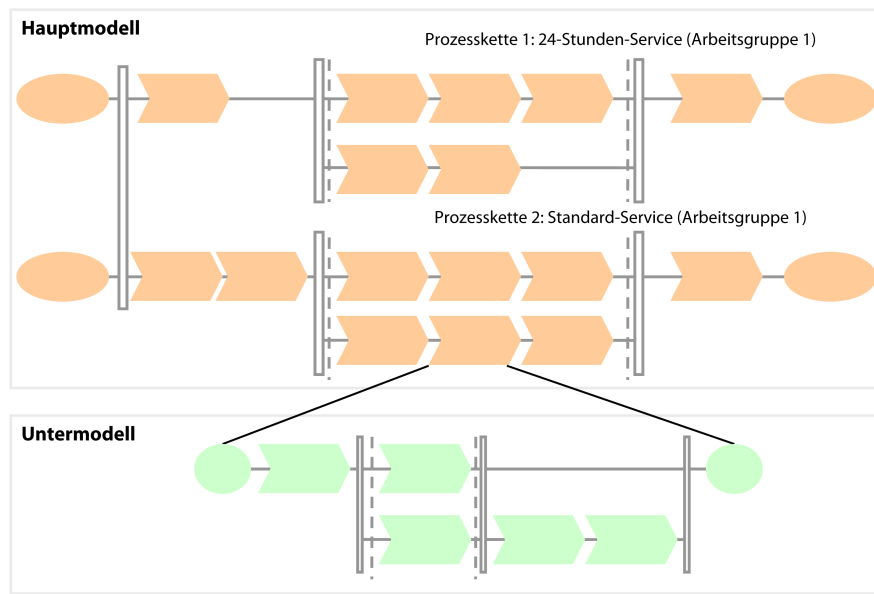 Hauptmodell
Prozesskette 1: 24-Stunden-Service (Arbeitsgruppe 1)
Prozesskette 2: Standard-Service (Arbeitsgruppe 1)
Untermodell